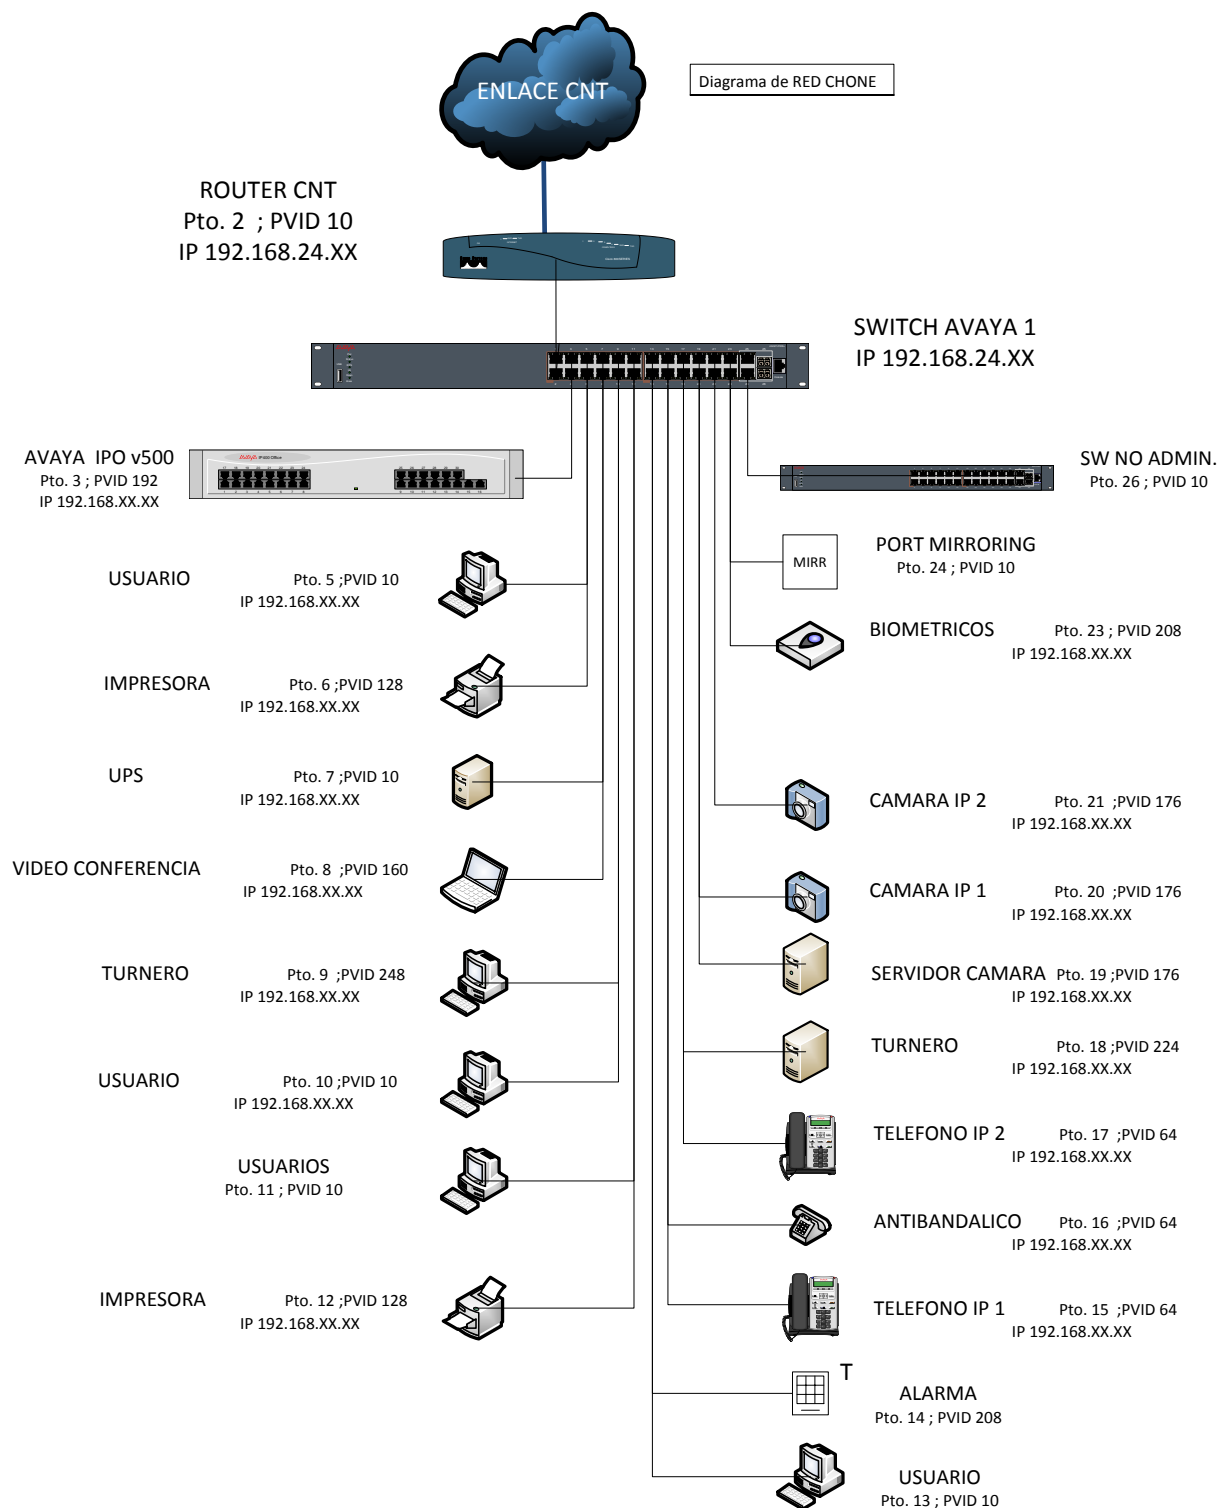 ENLACE CNT
Diagrama de RED CHONE
ROUTER CNT
Pto. 2 ; PVID 10
IP 192.168.24.XX
SWITCH AVAYA 1
IP 192.168.24.XX
AVAYA IPO v500
Pto. 3 ; PVID 192
IP 192.168.XX.XX
SW NO ADMIN.
Pto. 26 ; PVID 10
MIRR
PORT MIRRORING
Pto. 24 ; PVID 10
USUARIO Pto. 5 ;PVID 10
IP 192.168.XX.XX
BIOMETRICOS Pto. 23 ; PVID 208
IP 192.168.XX.XX
IMPRESORA Pto. 6 ;PVID 128
IP 192.168.XX.XX
UPS Pto. 7 ;PVID 10
IP 192.168.XX.XX
CAMARA IP 2 Pto. 21 ;PVID 176
IP 192.168.XX.XX
VIDEO CONFERENCIA Pto. 8 ;PVID 160
IP 192.168.XX.XX
CAMARA IP 1 Pto. 20 ;PVID 176
IP 192.168.XX.XX
TURNERO Pto. 9 ;PVID 248
IP 192.168.XX.XX
SERVIDOR CAMARA Pto. 19 ;PVID 176
IP 192.168.XX.XX
TURNERO Pto. 18 ;PVID 224
IP 192.168.XX.XX
USUARIO Pto. 10 ;PVID 10
IP 192.168.XX.XX
TELEFONO IP 2 Pto. 17 ;PVID 64
IP 192.168.XX.XX
USUARIOS
Pto. 11 ; PVID 10
ANTIBANDALICO Pto. 16 ;PVID 64
IP 192.168.XX.XX
IMPRESORA Pto. 12 ;PVID 128
IP 192.168.XX.XX
TELEFONO IP 1 Pto. 15 ;PVID 64
IP 192.168.XX.XX
T
ALARMA
Pto. 14 ; PVID 208
USUARIO
Pto. 13 ; PVID 10